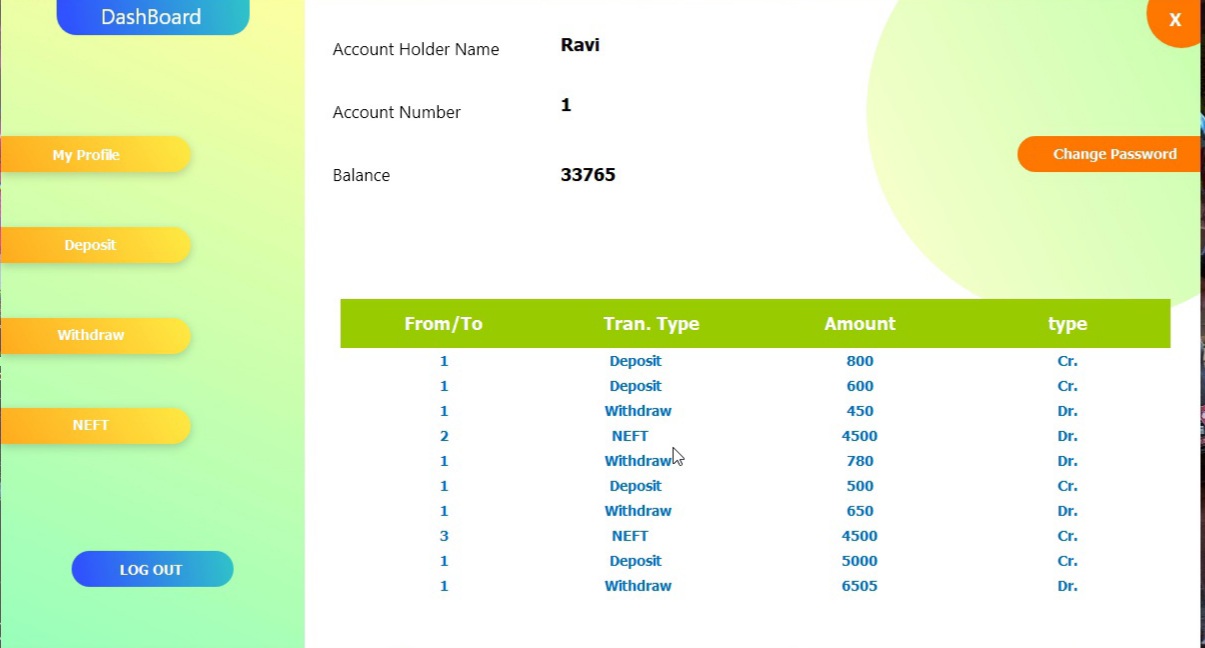 DashBoard
X
Account Holder Name Ravi
Account Number 1
My Profile
Change Password
Balance 33765
Deposit
Withdraw
NEFT
LOG OUT
From/To Tran. Type Amount type
1 Deposit 800 Cr.
1 Deposit 600 Cr.
1 Withdraw 450 Dr.
2 NEFT 4500 Dr.
1 Withdraw 780 Dr.
1 Deposit 500 Cr.
1 Withdraw 650 Dr.
3 NEFT 4500 Cr.
1 Deposit 5000 Cr.
1 Withdraw 6505 Dr.